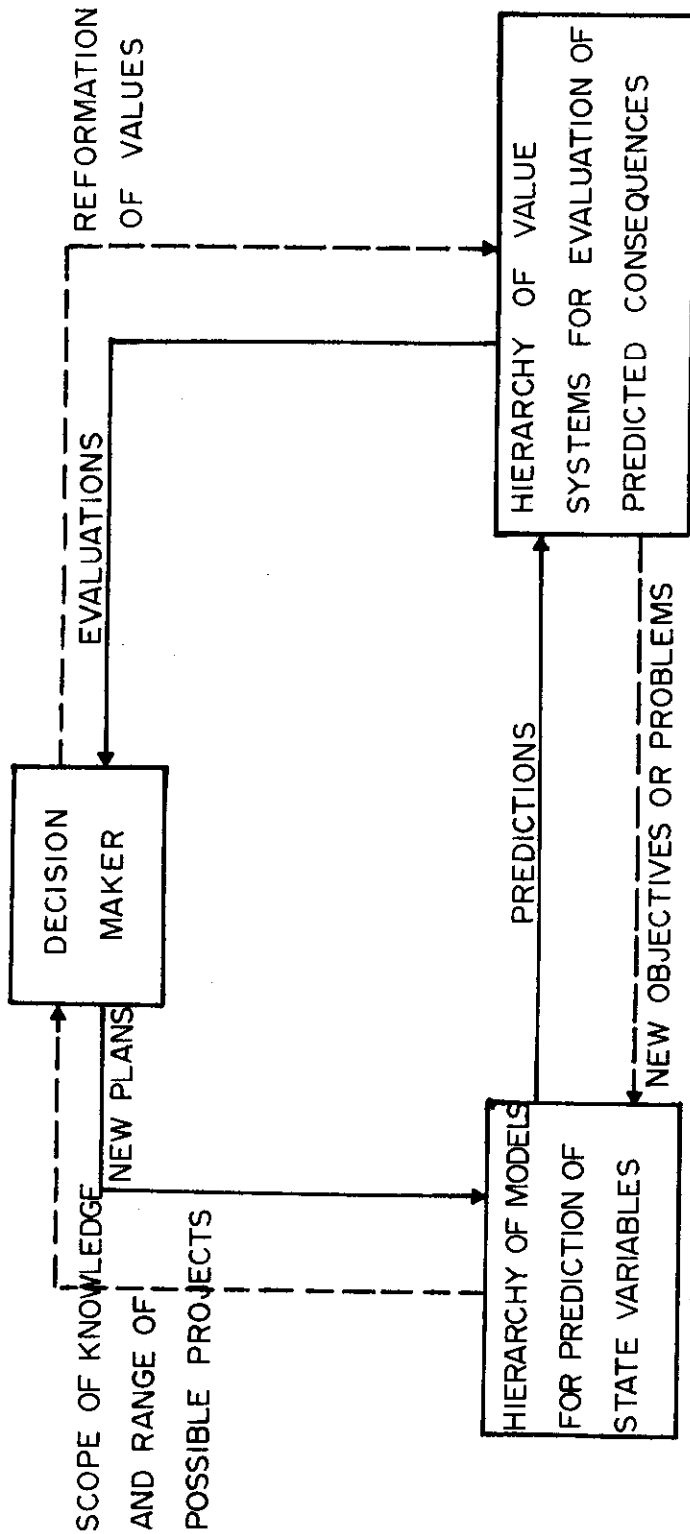 SCOPE OF KNOWLEDGE
AND RANGE OF
POSSIBLE PROJECTS
NEW PLANS
DECISION
MAKER
EVALUATIONS
REFORMATION
OF VALUES
HIERARCHY OF MODELS
FOR PREDICTION OF
STATE VARIABLES
PREDICTIONS
NEW OBJECTIVES OR PROBLEMS
HIERARCHY OF VALUE
SYSTEMS FOR EVALUATION OF
PREDICTED CONSEQUENCES